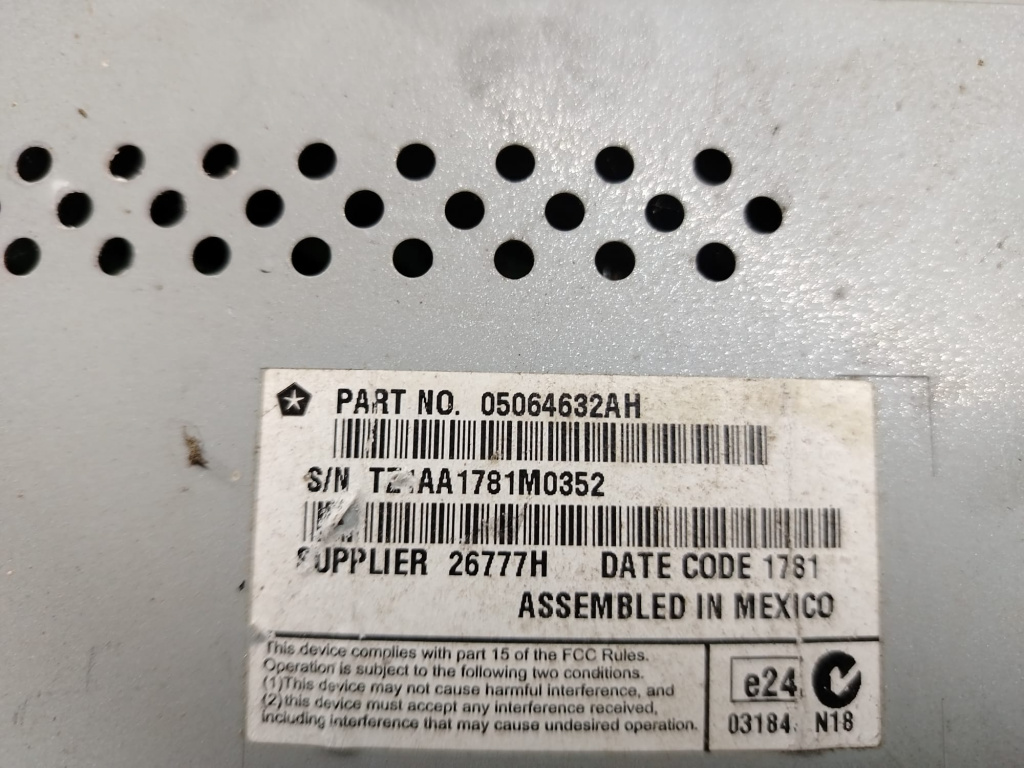 PART NO. 05064632AH
S/N AA1781M0352
SUPPLIER 26777H DATE CODE 1781
ASSEMBLED IN MEXICO
This device complies with part 15 of the FCC Rules.
Operation is subject to the following two conditions.
(1)This device may not cause harmful interference, and
(2)this device must accept any interference received,
including interference that may cause undesired operation.
e24
03184 N18